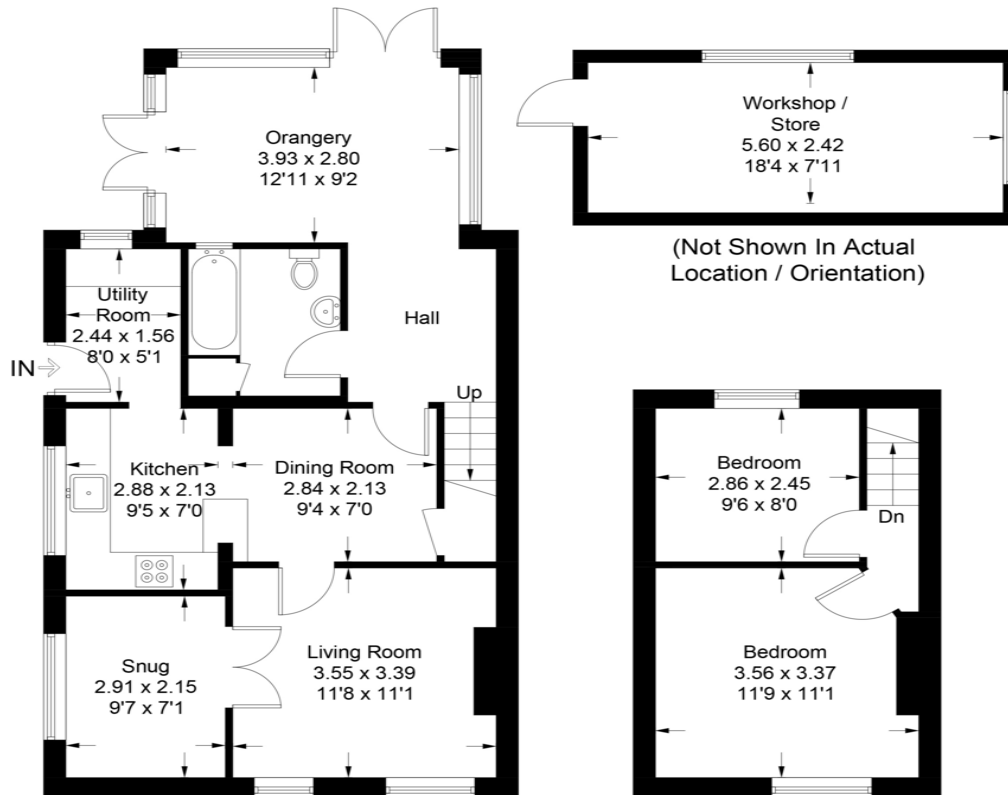 Orangery
3.93 x 2.80
12'11 x 9'2
Workshop /
Store
5.60 x 2.42
18'4 x 7'11
(Not Shown In Actual
Location / Orientation)
Utility
Room
2.44 x 1.56
8'0 x 5'1
IN
Hall
Up
Kitchen
2.88 x 2.13
9'5 x 7'0
Dining Room
2.84 x 2.13
9'4 x 7'0
Snug
2.91 x 2.15
9'7 x 7'1
Living Room
3.55 x 3.39
11'8 x 11'1
Bedroom
2.86 x 2.45
9'6 x 8'0
Dn
Bedroom
3.56 x 3.37
11'9 x 11'1